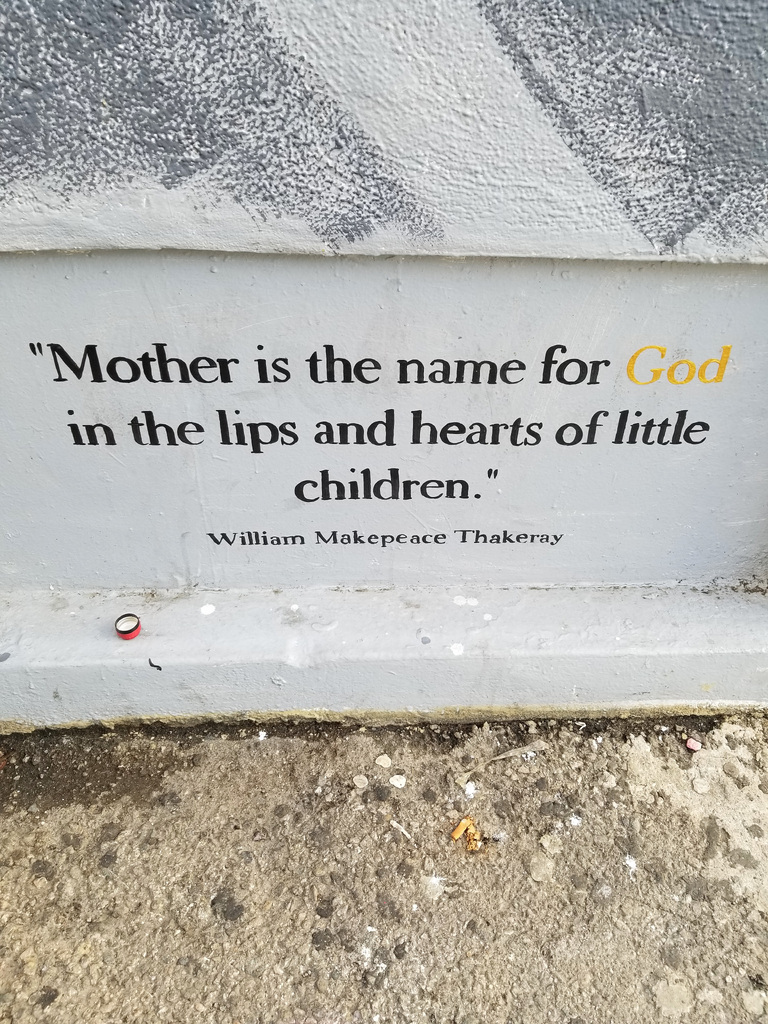 "Mother is the name for God
in the lips and hearts of little
children."
William Makepeace Thakeray